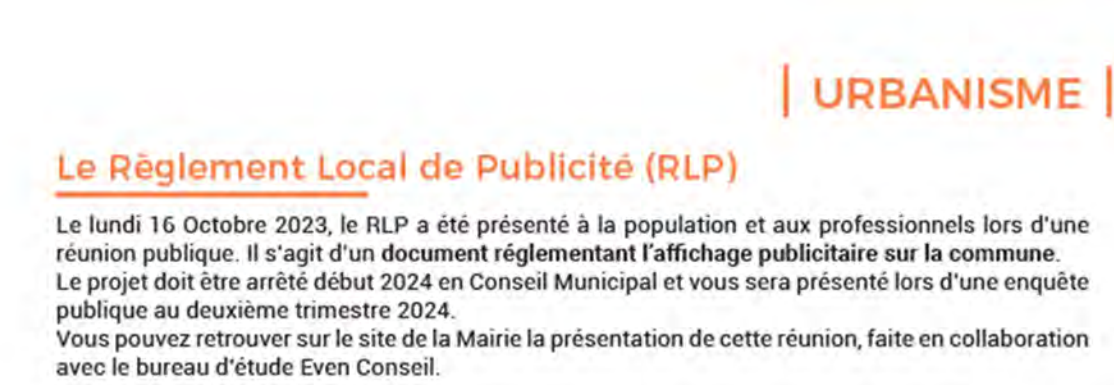 | URBANISME |
Le Règlement Local de Publicité (RLP)
Le lundi 16 Octobre 2023, le RLP a été présenté à la population et aux professionnels lors d'une
réunion publique. Il s'agit d'un document réglementant l'affichage publicitaire sur la commune.
Le projet doit être arrêté début 2024 en Conseil Municipal et vous sera présenté lors d'une enquête
publique au deuxième trimestre 2024.
Vous pouvez retrouver sur le site de la Mairie la présentation de cette réunion, faite en collaboration
avec le bureau d'étude Even Conseil.